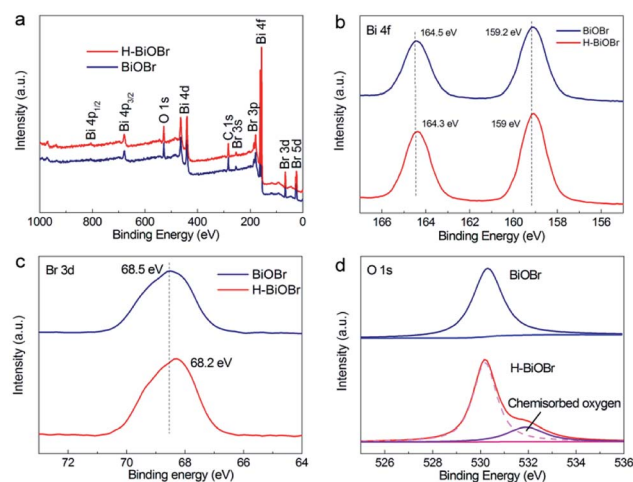 a
Intensity (a.u.)
H-BiOBr
BiOBr
Bi 4p1/2
Bi 4p3/2
O 1s
Bi 4d
C 1s
Br 3s
Br 3p
Bi 4f
Br 3d
Br 5d
1000 800 600 400 200 0
Binding Energy (eV)
b
Intensity (a.u.)
Bi 4f
164.5 eV 159.2 eV
BiOBr
H-BiOBr
164.3 eV 159 eV
166 164 162 160 158 156
Binding Energy (eV)
c
Intensity (a.u.)
Br 3d
68.5 eV
BiOBr
H-BiOBr
68.2 eV
72 70 68 66 64
Binding energy (eV)
d
Intensity (a.u.)
O 1s
BiOBr
H-BiOBr
Chemisorbed oxygen
526 528 530 532 534 536
Binding Energy (eV)